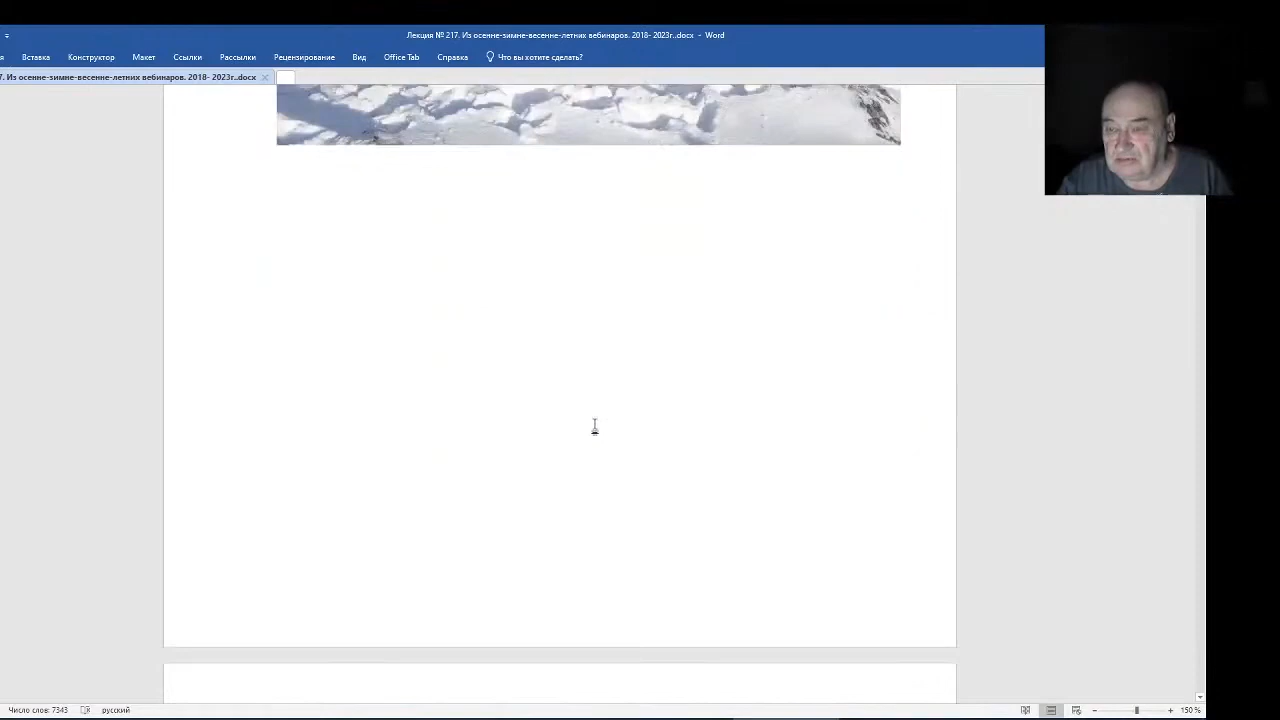 Лекция № 217. Из осенне-зимне-весенне-летних вебинаров. 2018- 2023г..docx - Word
я Вставка Конструктор Макет Ссылки Рассылки Рецензирование Вид Office Tab Справка Что вы хотите сделать?
7. Из осенне-зимне-весенне-летних вебинаров. 2018- 2023г..docx
Число слов: 7343 русский 150 %